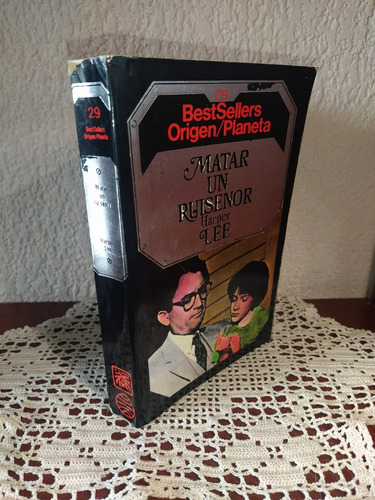 29
BestSellers
Origen/Planeta
MATAR
UN
RUISEÑOR
Harper
LEE
29
BestSellers
Origen/Planeta